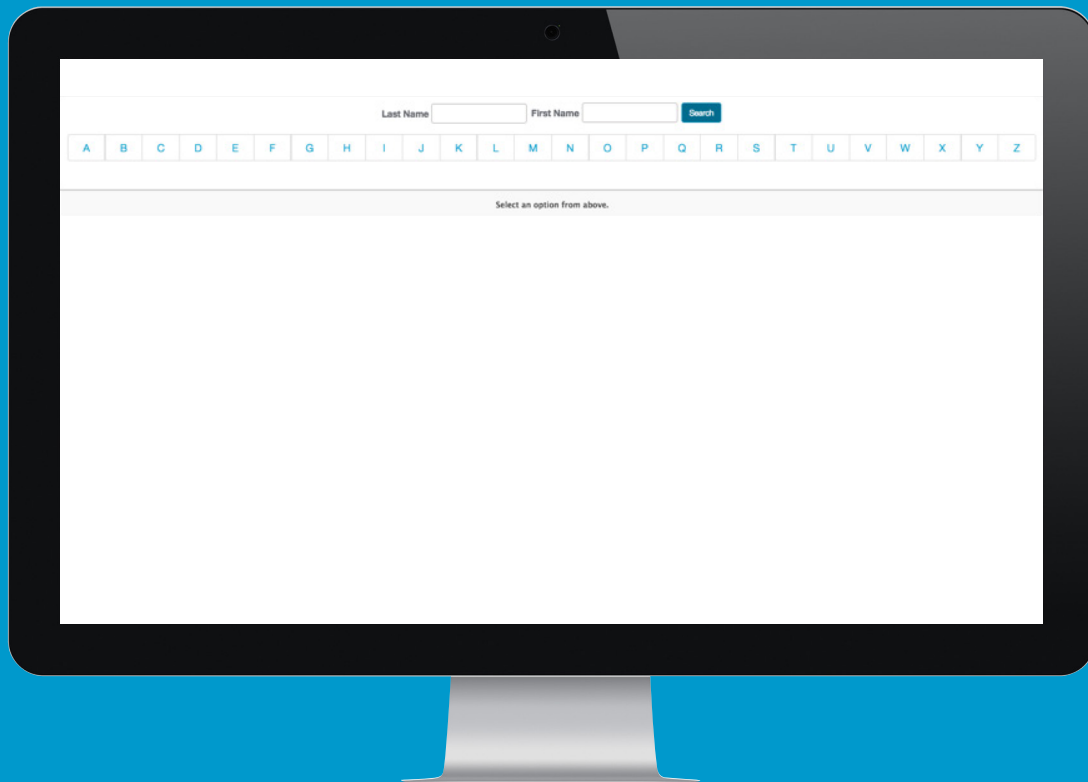 Last Name First Name Search
A B C D E F G H I J K L M N O P Q R S T U V W X Y Z
Select an option from above.